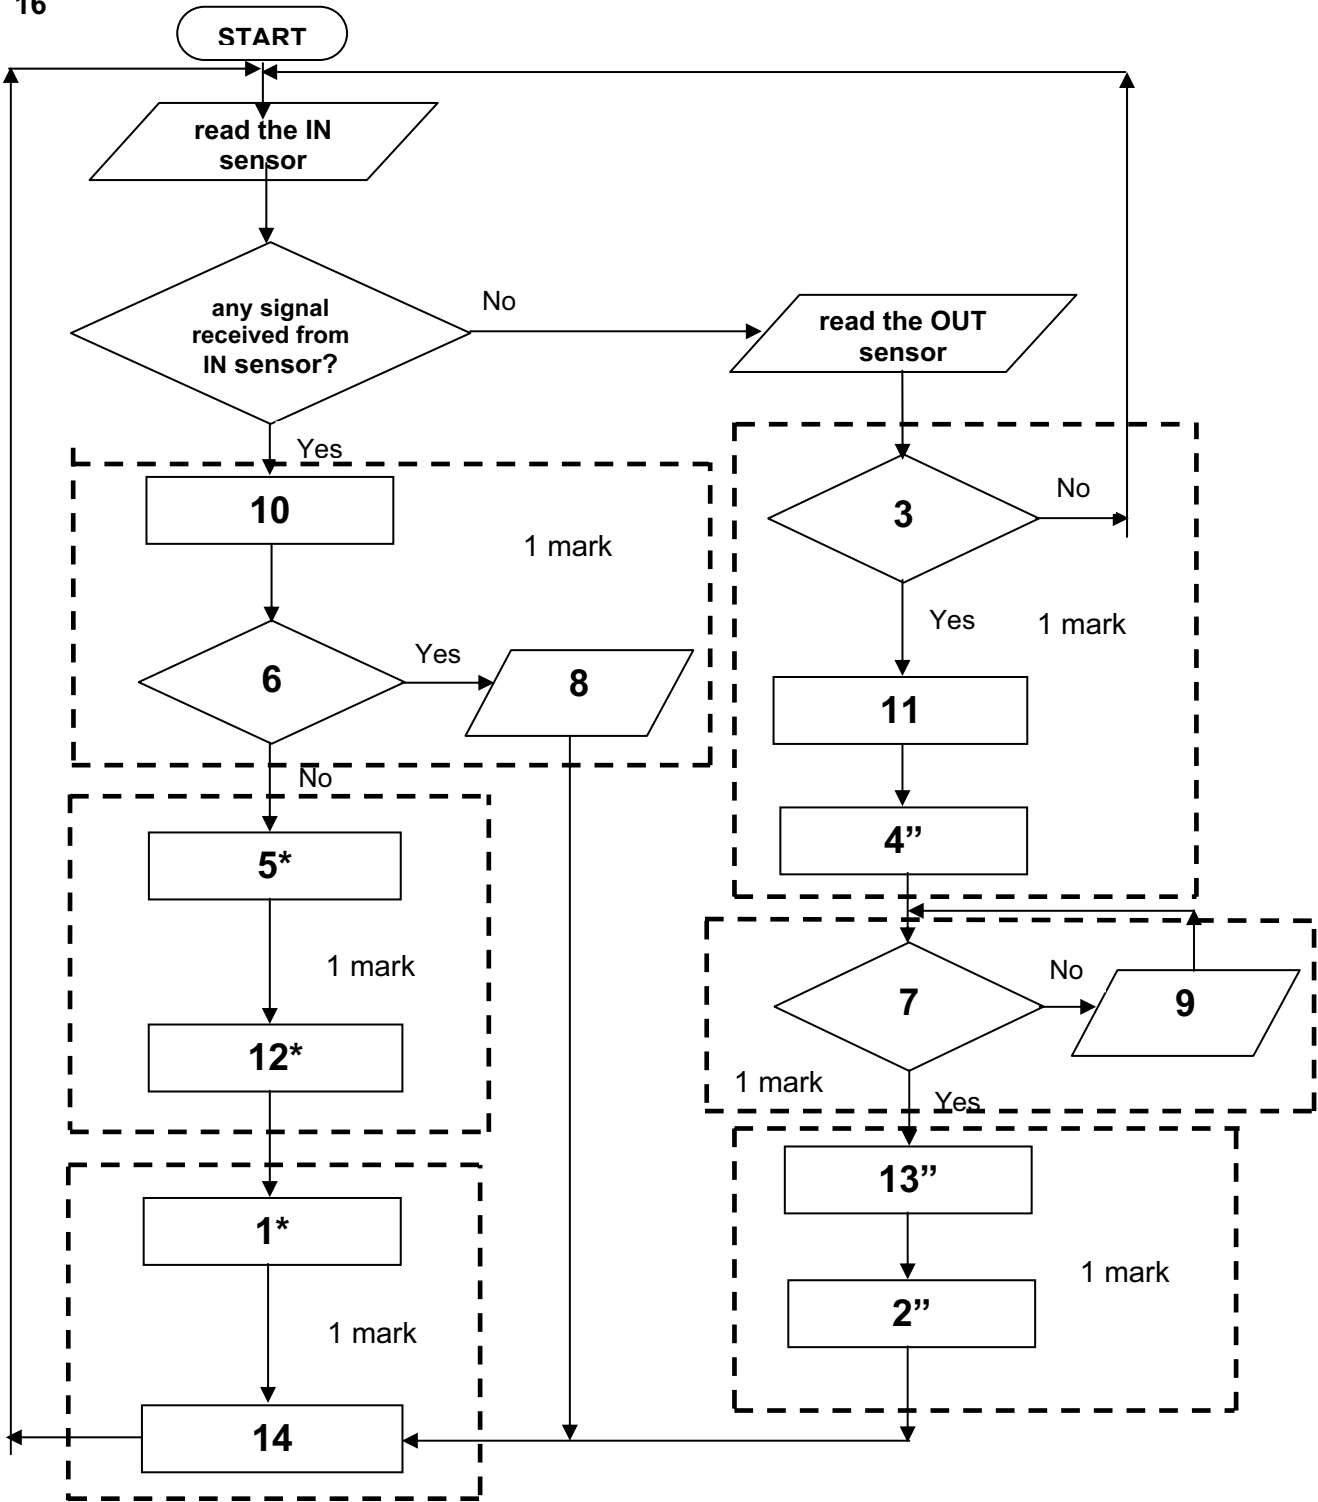 16
START
read the IN
sensor
any signal
received from
IN sensor?
No
read the OUT
sensor
Yes
10
1 mark
6
Yes
8
No
5*
1 mark
12*
1*
1 mark
14
3
No
Yes
1 mark
11
4”
7
No
9
1 mark
Yes
13”
1 mark
2”